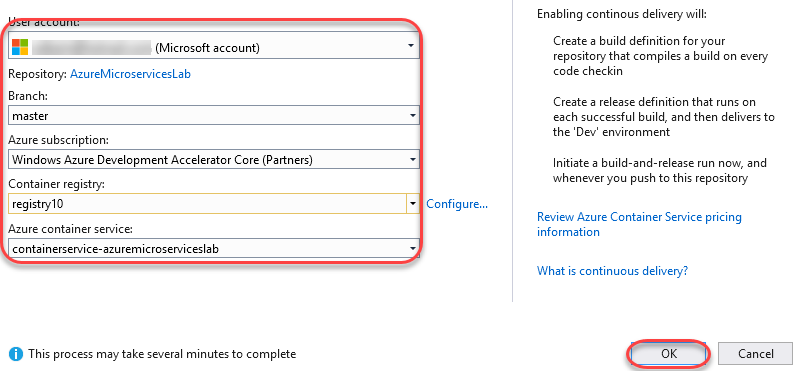 User account:
(Microsoft account)
Repository: AzureMicroservicesLab
Branch:
master
Azure subscription:
Windows Azure Development Accelerator Core (Partners)
Container registry:
registry10
Configure...
Azure container service:
containerservice-azuremicroserviceslab
Enabling continous delivery will:
Create a build definition for your
repository that compiles a build on every
code checkin
Create a release definition that runs on
each successful build, and then delivers to
the 'Dev' environment
Initiate a build-and-release run now, and
whenever you push to this repository
Review Azure Container Service pricing
information
What is continuous delivery?
This process may take several minutes to complete
OK
Cancel